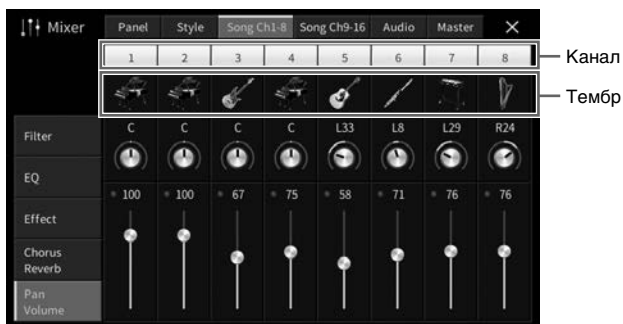 Mixer Panel Style Song Ch1-8 Song Ch9-16 Audio Master ×
1 2 3 4 5 6 7 8 Канал
Тембр
Filter
C C C C L33 L8 L29 R24
EQ
100 100 67 75 58 71 76 76
Effect
Chorus
Reverb
Pan
Volume